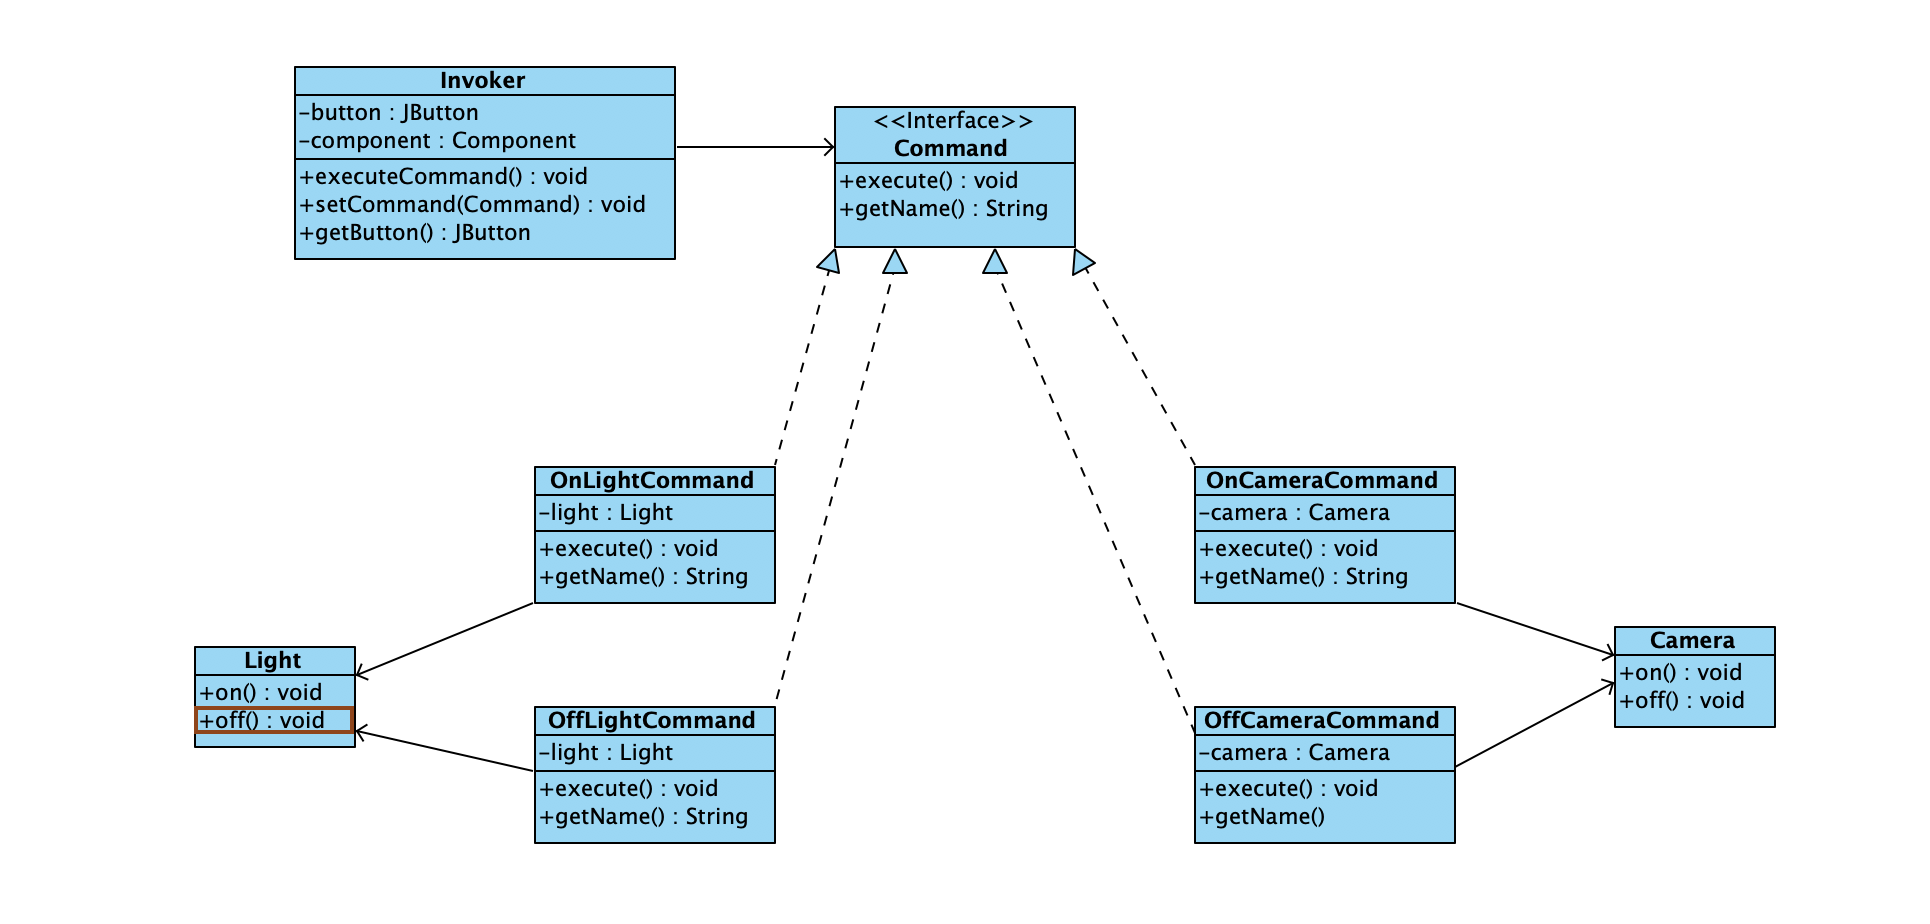 Invoker
-button : JButton
-component : Component
+executeCommand() : void
+setCommand(Command) : void
+getButton() : JButton
<<Interface>>
Command
+execute() : void
+getName() : String
OnLightCommand
-light : Light
+execute() : void
+getName() : String
OnCameraCommand
-camera : Camera
+execute() : void
+getName() : String
Light
+on() : void
+off() : void
Camera
+on() : void
+off() : void
OffLightCommand
-light : Light
+execute() : void
+getName() : String
OffCameraCommand
-camera : Camera
+execute() : void
+getName()